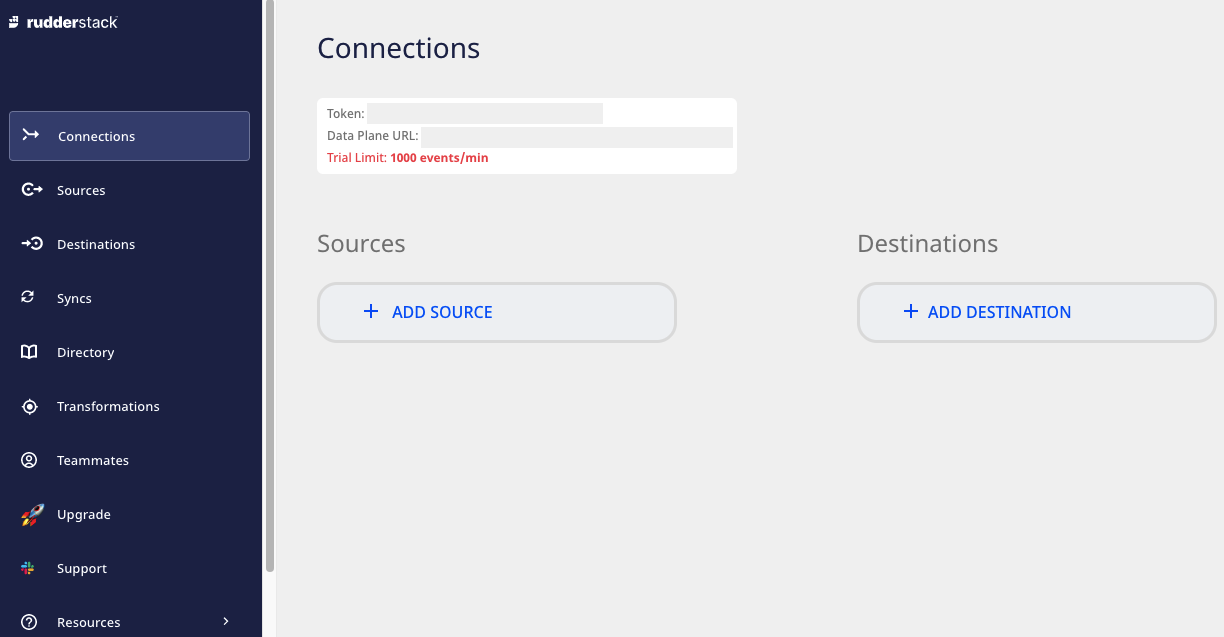 rudderstack
Connections
Sources
Destinations
Syncs
Directory
Transformations
Teammates
Upgrade
Support
Resources
Connections
Token:
Data Plane URL:
Trial Limit: 1000 events/min
Sources
Destinations
ADD SOURCE
ADD DESTINATION